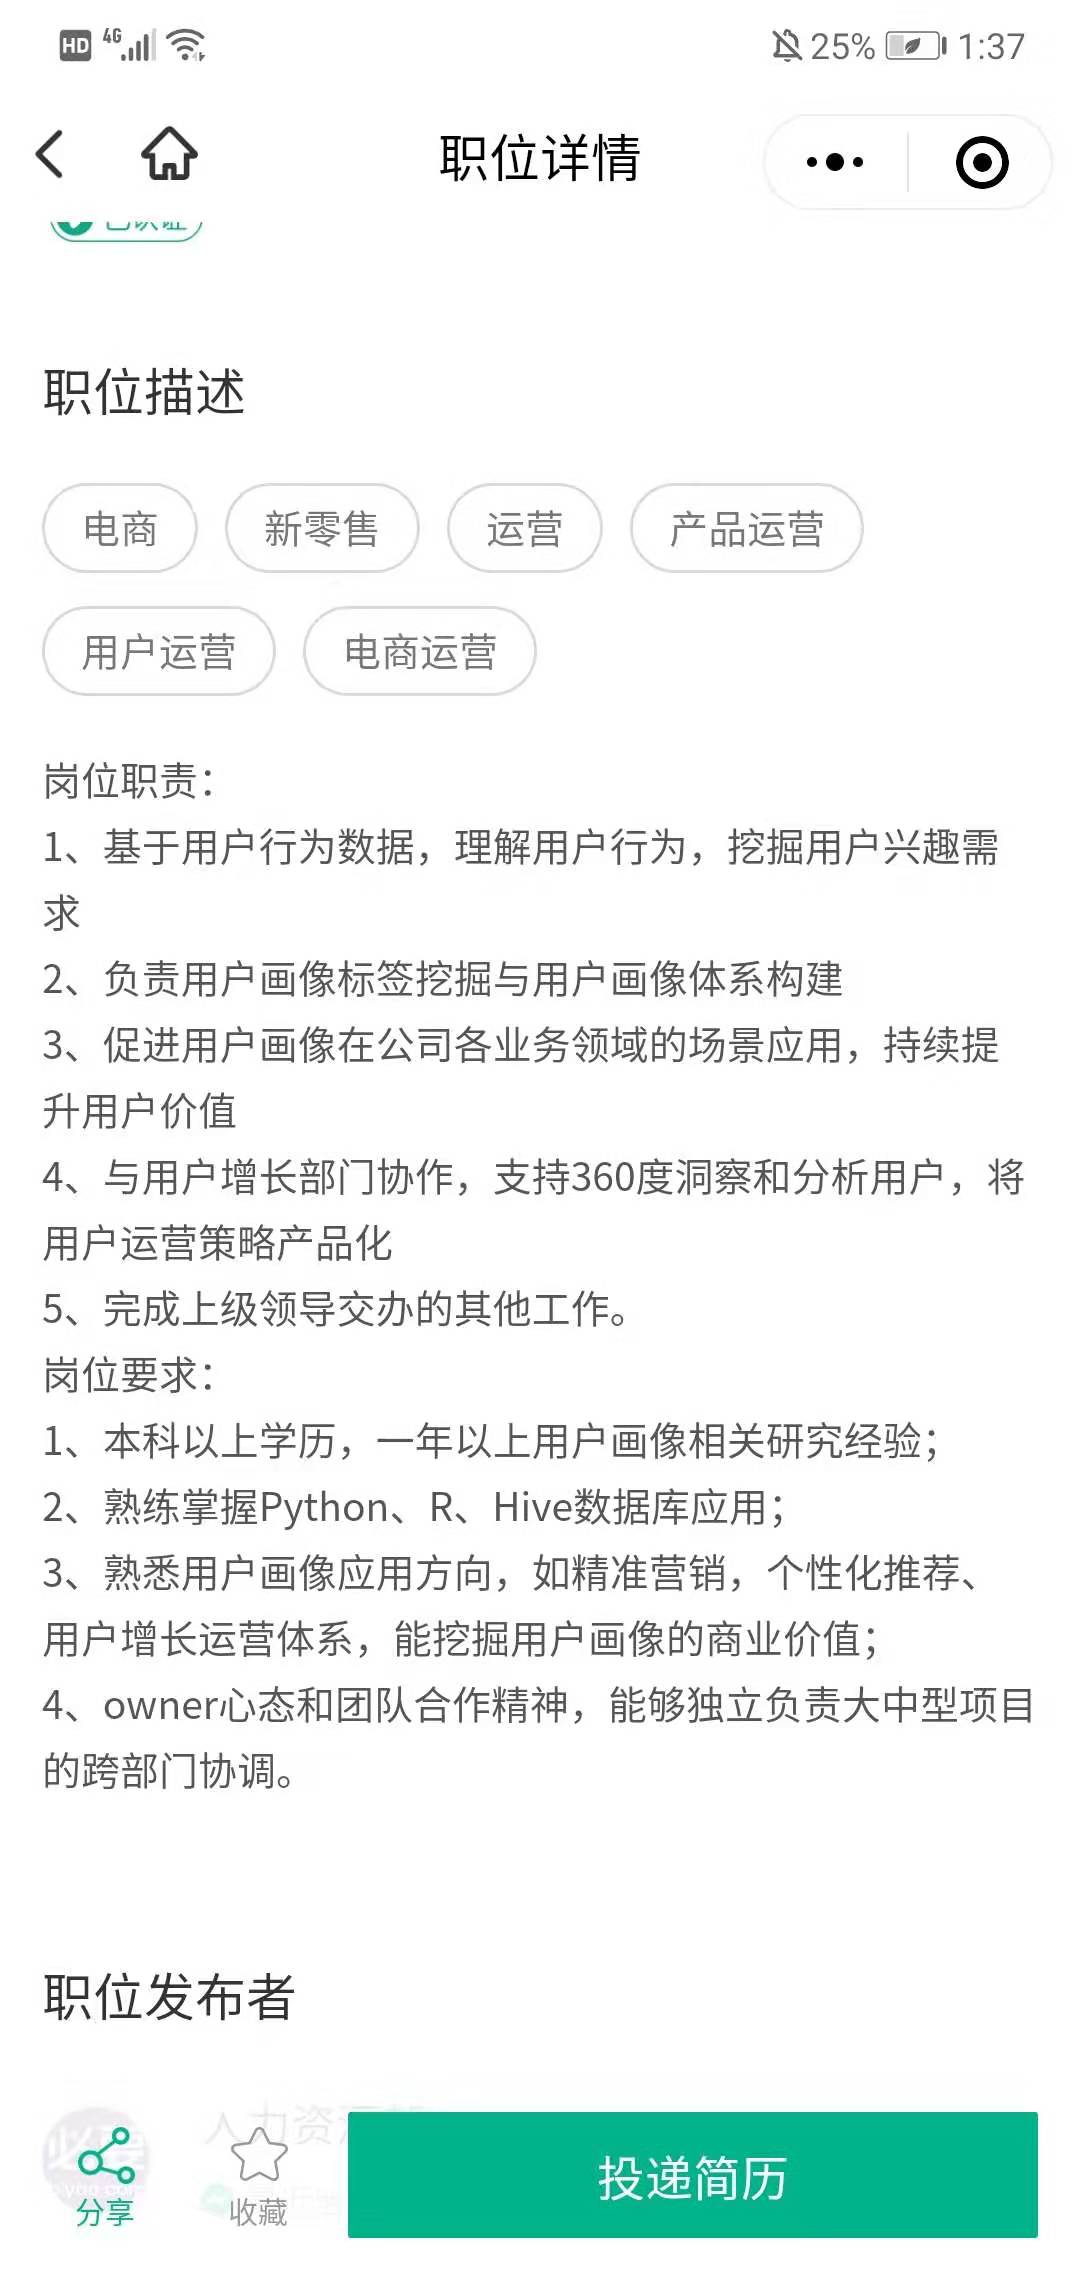 HD 4G 25% 1:37
职位详情
已认证
职位描述
电商 新零售 运营 产品运营
用户运营 电商运营
岗位职责：
1、基于用户行为数据，理解用户行为，挖掘用户兴趣需
求
2、负责用户画像标签挖掘与用户画像体系构建
3、促进用户画像在公司各业务领域的场景应用，持续提
升用户价值
4、与用户增长部门协作，支持360度洞察和分析用户，将
用户运营策略产品化
5、完成上级领导交办的其他工作。
岗位要求：
1、本科以上学历，一年以上用户画像相关研究经验；
2、熟练掌握Python、R、Hive数据库应用；
3、熟悉用户画像应用方向，如精准营销，个性化推荐、
用户增长运营体系，能挖掘用户画像的商业价值；
4、owner心态和团队合作精神，能够独立负责大中型项目
的跨部门协调。
职位发布者
人力资源
分享 收藏 投递简历